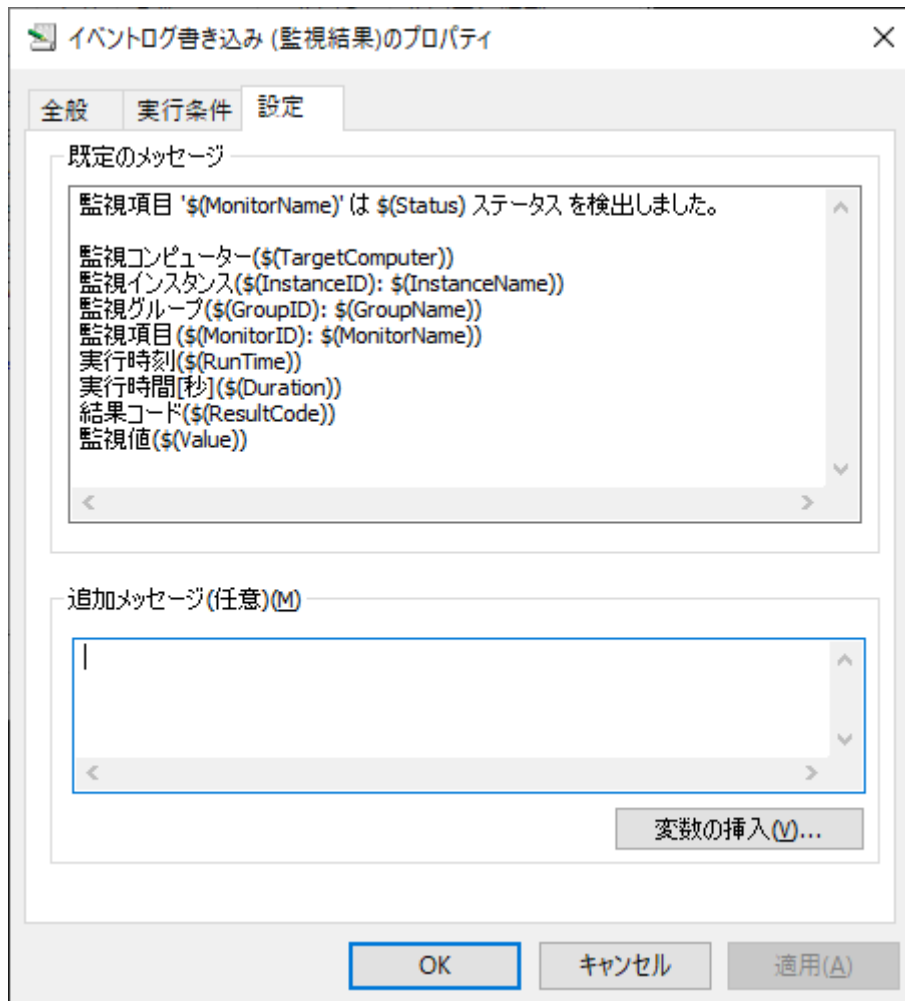 イベントログ書き込み (監視結果)のプロパティ
全般
実行条件
設定
既定のメッセージ
監視項目 '$(MonitorName)' は $(Status) ステータス を検出しました。
監視コンピューター($(TargetComputer))
監視インスタンス($(InstanceID): $(InstanceName))
監視グループ($(GroupID): $(GroupName))
監視項目($(MonitorID): $(MonitorName))
実行時刻($(RunTime))
実行時間[秒]($(Duration))
結果コード($(ResultCode))
監視値($(Value))
追加メッセージ(任意)(M)
変数の挿入(V)...
OK
キャンセル
適用(A)